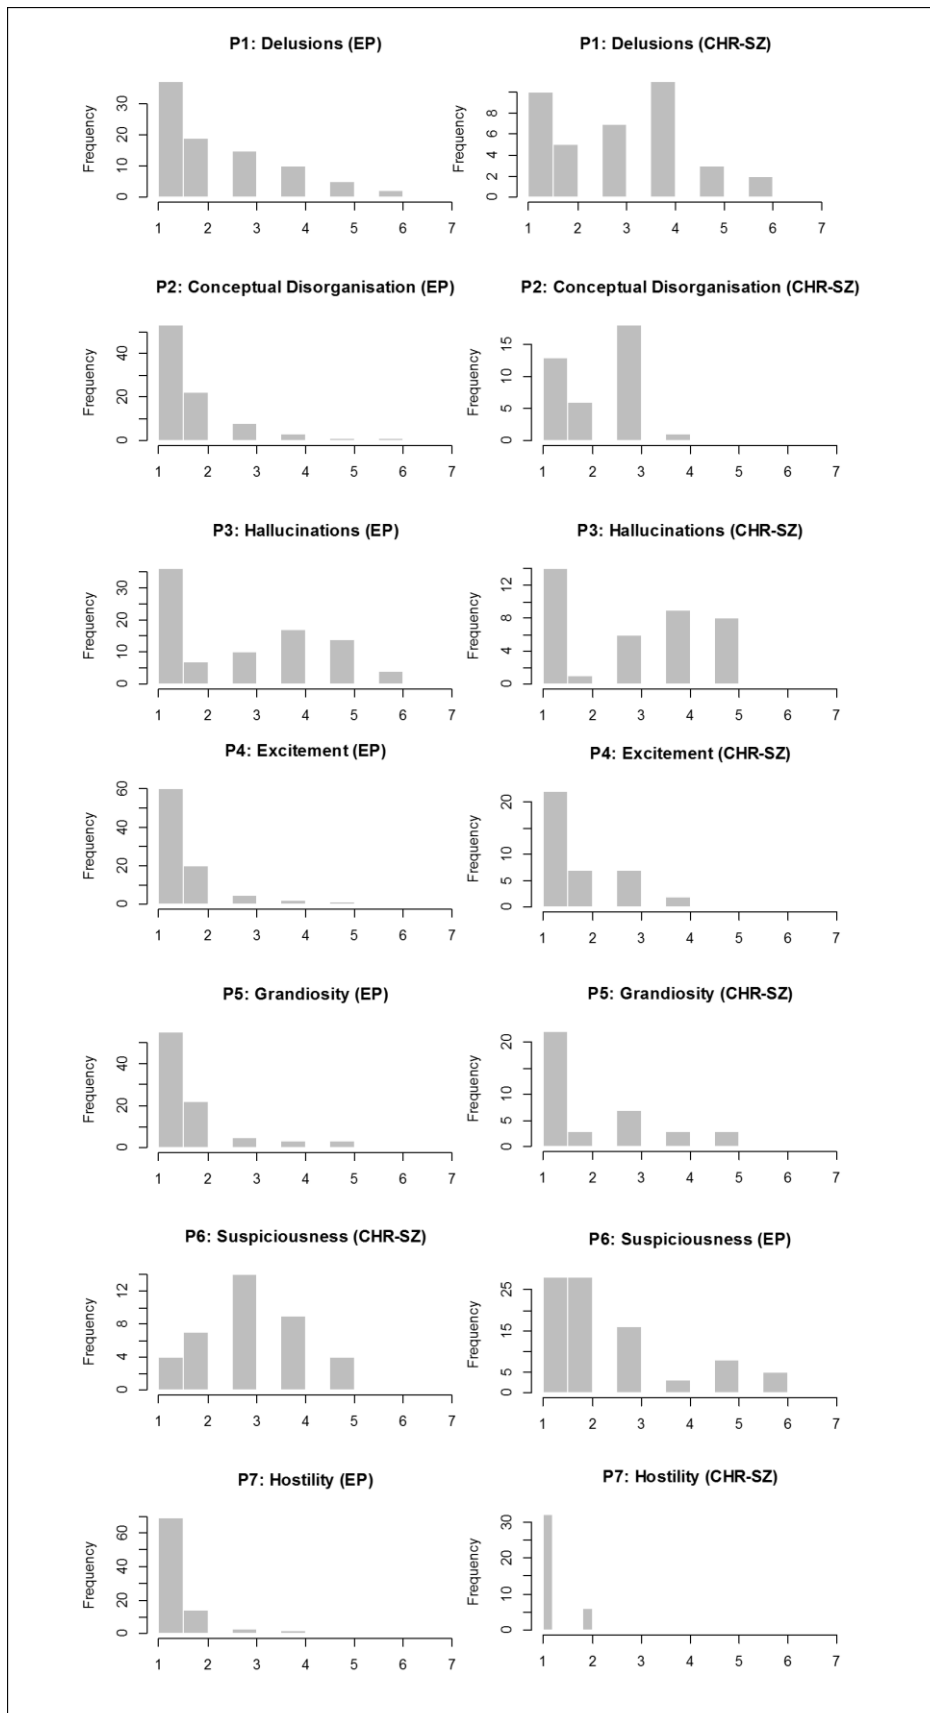 P1: Delusions (EP)
Frequency
0 10 20 30
1 2 3 4 5 6 7
P1: Delusions (CHR-SZ)
Frequency
2 4 6 8
1 2 3 4 5 6 7
P2: Conceptual Disorganisation (EP)
Frequency
0 20 40
1 2 3 4 5 6 7
P2: Conceptual Disorganisation (CHR-SZ)
Frequency
0 5 10 15
1 2 3 4 5 6 7
P3: Hallucinations (EP)
Frequency
0 10 20 30
1 2 3 4 5 6 7
P3: Hallucinations (CHR-SZ)
Frequency
0 4 8 12
1 2 3 4 5 6 7
P4: Excitement (EP)
Frequency
0 20 40 60
1 2 3 4 5 6 7
P4: Excitement (CHR-SZ)
Frequency
0 5 10 20
1 2 3 4 5 6 7
P5: Grandiosity (EP)
Frequency
0 20 40
1 2 3 4 5 6 7
P5: Grandiosity (CHR-SZ)
Frequency
0 5 10 20
1 2 3 4 5 6 7
P6: Suspiciousness (CHR-SZ)
Frequency
0 4 8 12
1 2 3 4 5 6 7
P6: Suspiciousness (EP)
Frequency
0 5 15 25
1 2 3 4 5 6 7
P7: Hostility (EP)
Frequency
0 20 40 60
1 2 3 4 5 6 7
P7: Hostility (CHR-SZ)
Frequency
0 10 20 30
1 2 3 4 5 6 7